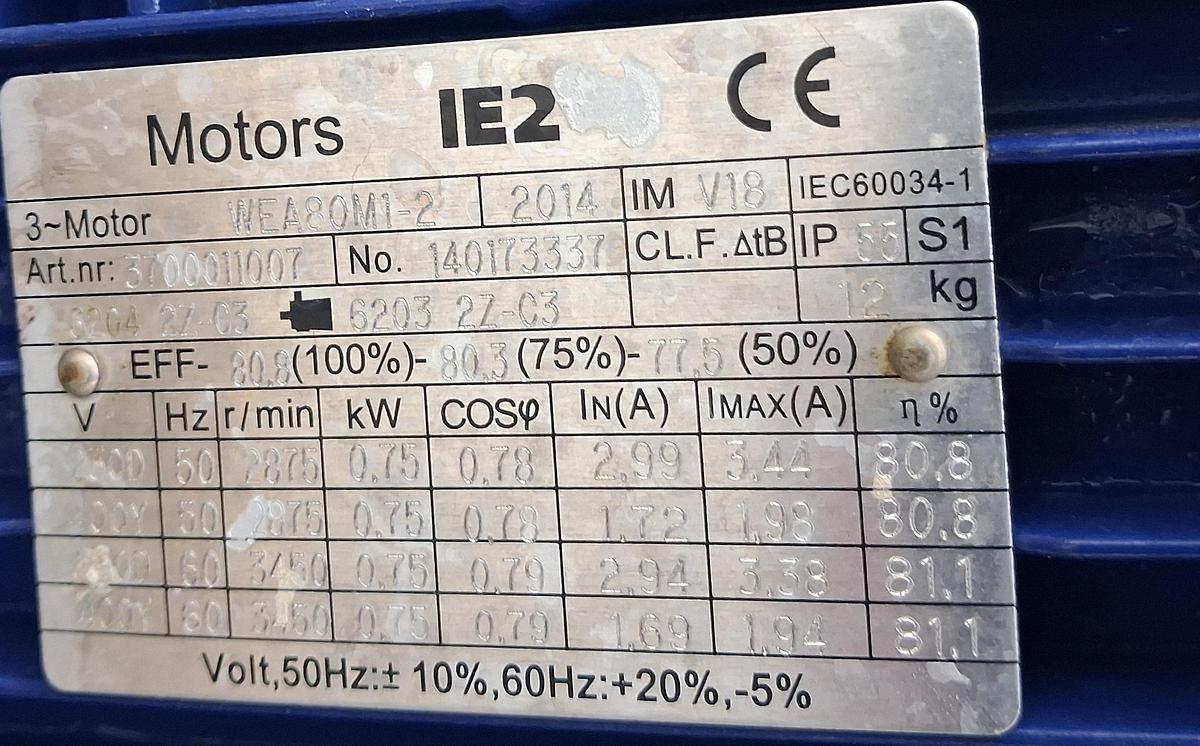 Motors IE2 CE
3~Motor WEA80M1-2 2014 IM V18 IEC60034-1
Art.nr: 3700011007 No. 140173337 CL.F.ΔtB IP 55 S1
6204 2Z-C3 6203 2Z-C3 12 kg
EFF- 80.8(100%)- 80.3(75%)- 77.5 (50%)
V Hz r/min kW COSφ IN(A) IMAX(A) η%
50 2875 0.75 0.78 2.99 3.44 80.8
400Y 50 2875 0.75 0.78 1.72 1.98 80.8
60 3450 0.75 0.79 2.94 3.38 81.1
400Y 60 3450 0.75 0.79 1.69 1.94 81.1
Volt,50Hz:± 10%,60Hz:+20%,-5%